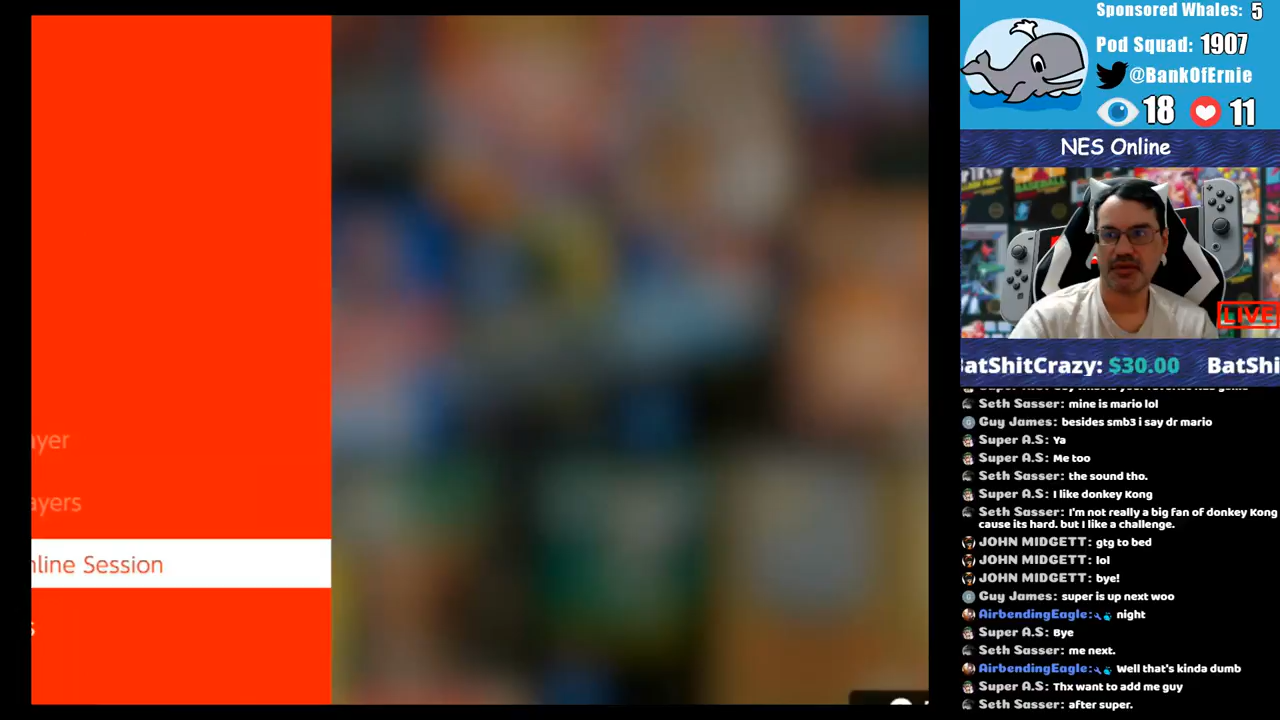 ayer
ayers
nline Session
s
Sponsored Whales: 5
Pod Squad: 1907
@BankOfErnie
18 11
NES Online
BASEBALL
LIVE
atShitCrazy: $30.00 BatShi
Seth Sasser: mine is mario lol
Guy James: besides smb3 i say dr mario
Super A.S: Ya
Super A.S: Me too
Seth Sasser: the sound tho.
Super A.S: I like donkey Kong
Seth Sasser: I'm not really a big fan of donkey Kong
cause its hard. but I like a challenge.
JOHN MIDGETT: gtg to bed
JOHN MIDGETT: lol
JOHN MIDGETT: bye!
Guy James: super is up next woo
AirbendingEagle: night
Super A.S: Bye
Seth Sasser: me next.
AirbendingEagle: Well that's kinda dumb
Super A.S: Thx want to add me guy
Seth Sasser: after super.